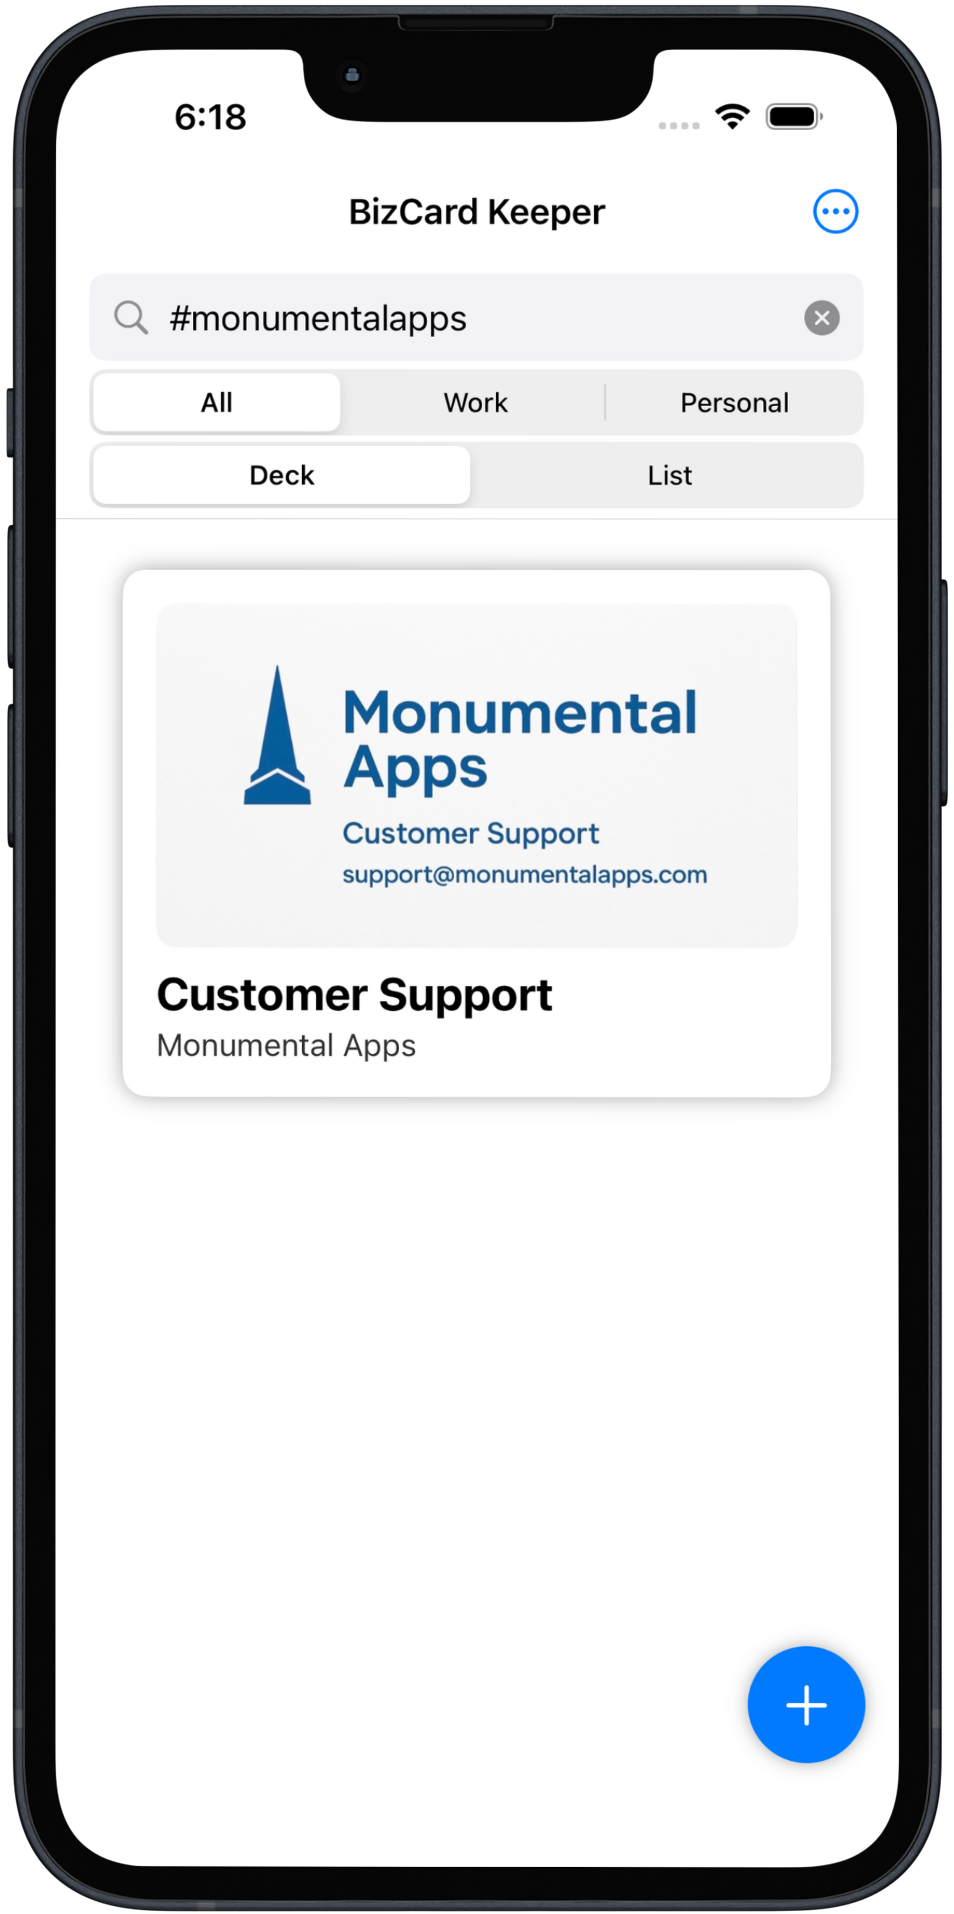 6:18
BizCard Keeper
#monumentalapps
All Work Personal
Deck List
Monumental
Apps
Customer Support
support@monumentalapps.com
Customer Support
Monumental Apps